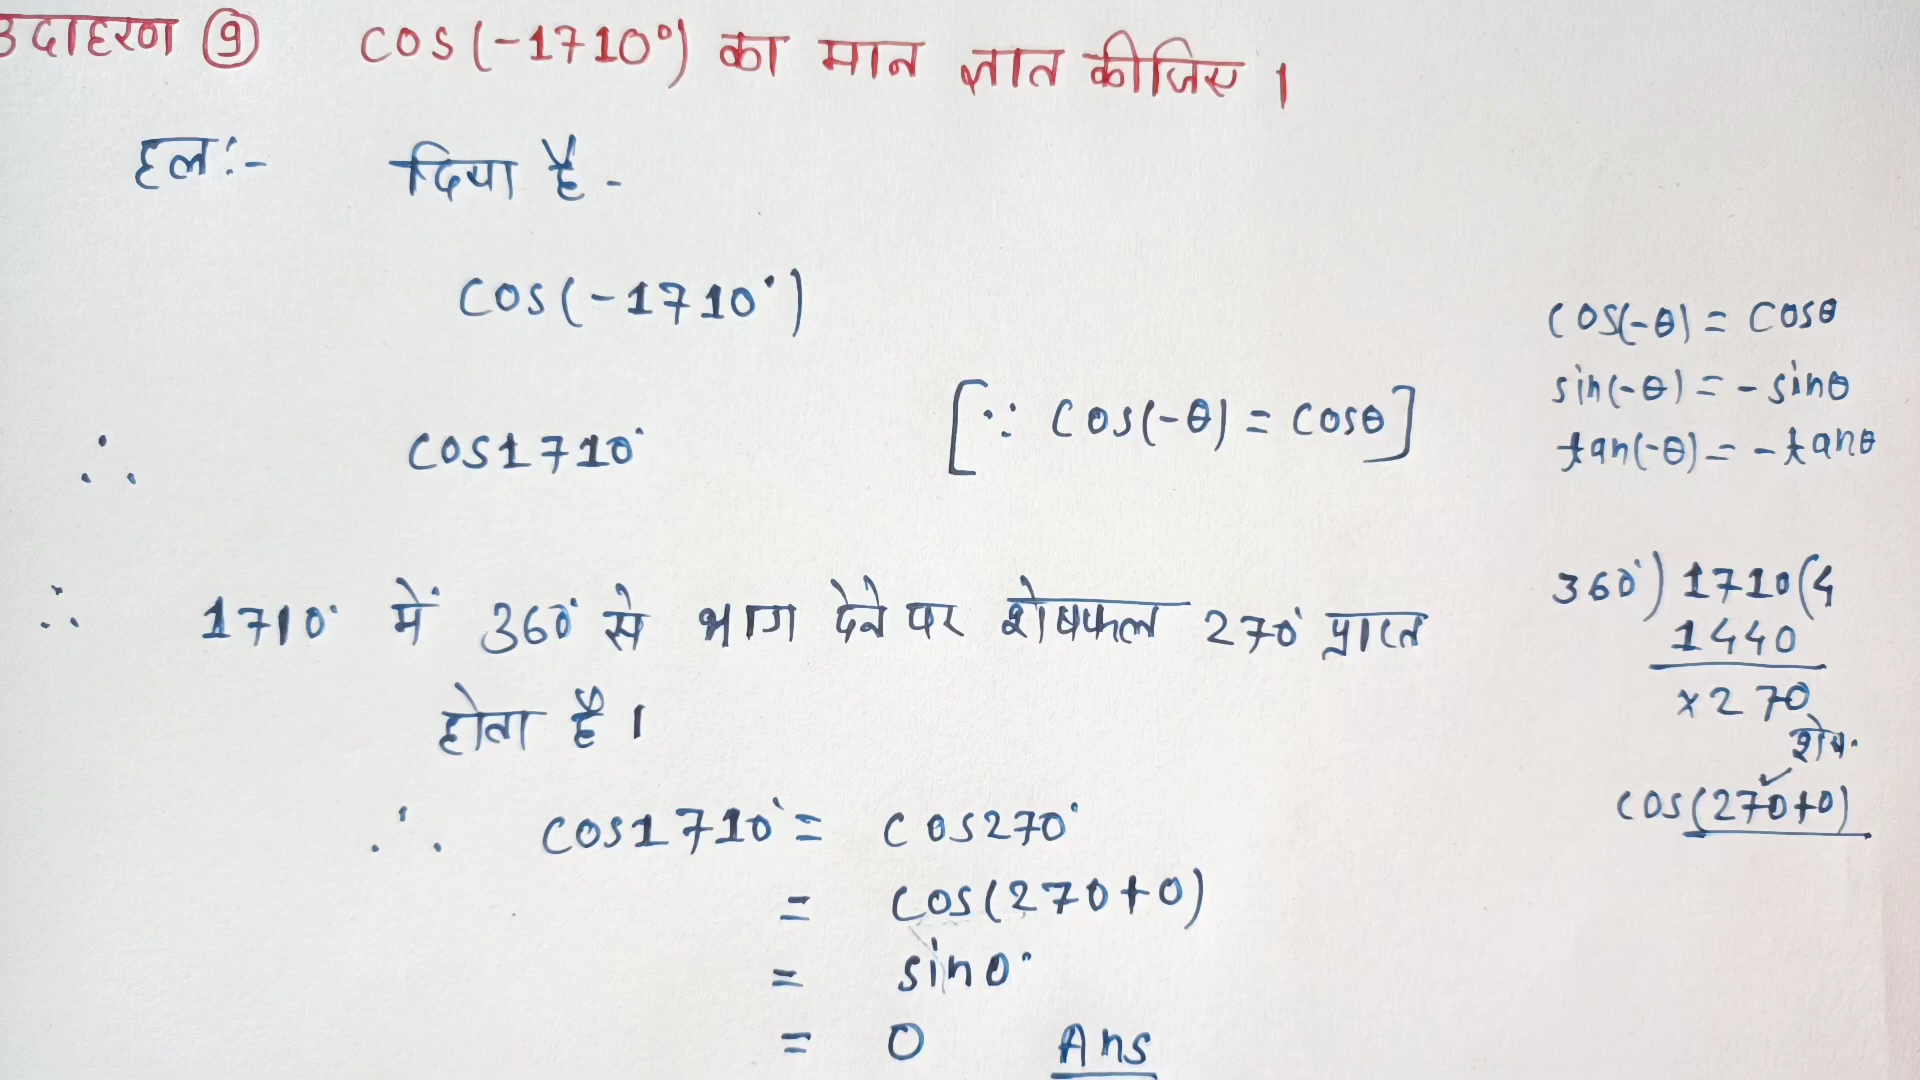 उदाहरण 9 cos(-1710°) का मान ज्ञात कीजिए ।
हलः- दिया है -
cos(-1710°)
∴ cos1710° [∵ cos(-θ) = cosθ]
cos(-θ) = cosθ
sin(-θ) = - sinθ
tan(-θ) = - tanθ
∴ 1710° में 360° से भाग देने पर शेषफल 270° प्राप्त
होता है ।
360°)1710(4
1440
x270
शेष.
cos(270+0)
∴ cos1710° = cos270°
= cos(270+0)
= sin0°
= 0 Ans